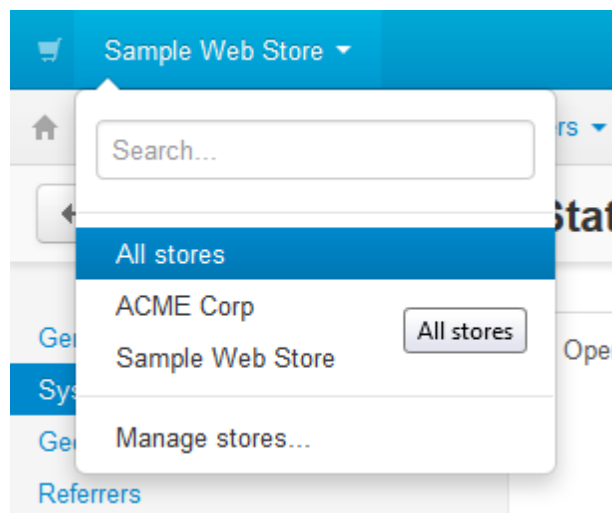 Sample Web Store
Search...
All stores
ACME Corp
All stores
Sample Web Store
Manage stores...
Referrers